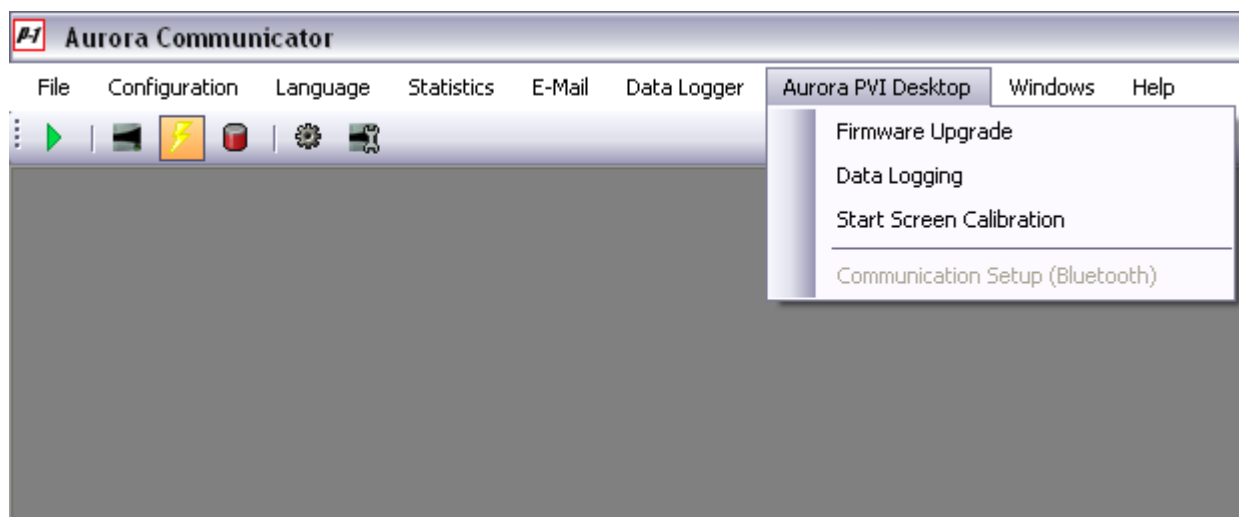 P-1 Aurora Communicator
File Configuration Language Statistics E-Mail Data Logger Aurora PVI Desktop Windows Help
Firmware Upgrade
Data Logging
Start Screen Calibration
Communication Setup (Bluetooth)